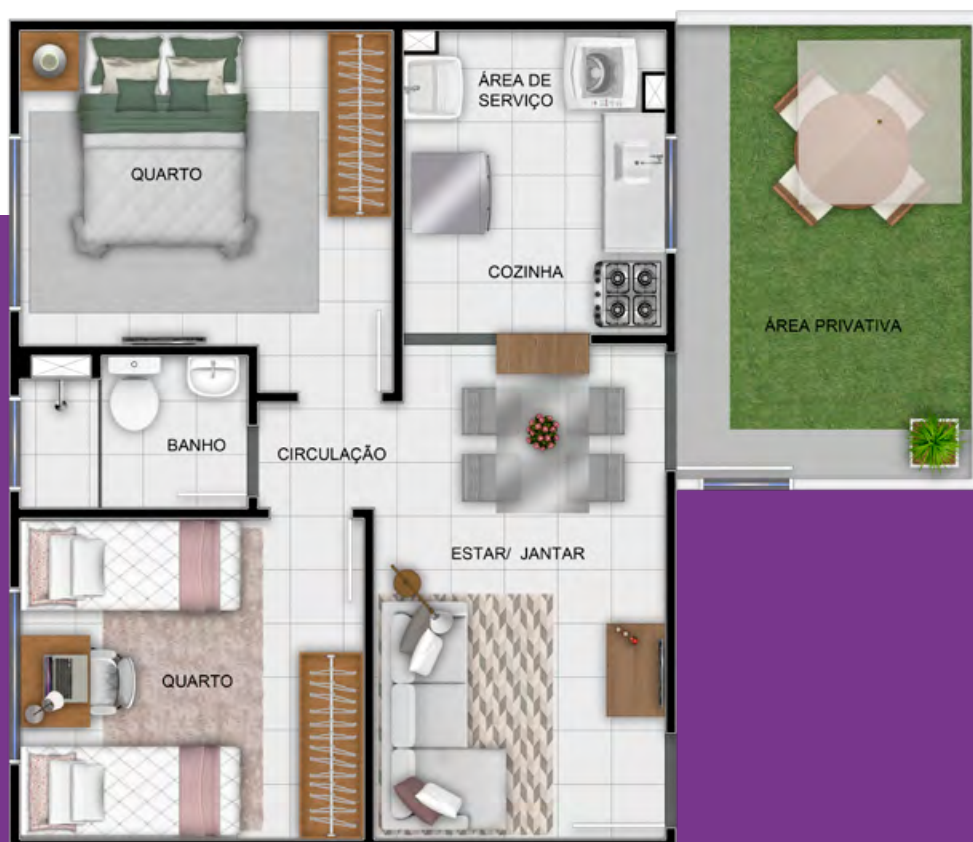 ÁREA DE
SERVIÇO
QUARTO
COZINHA
ÁREA PRIVATIVA
BANHO
CIRCULAÇÃO
ESTAR/ JANTAR
QUARTO